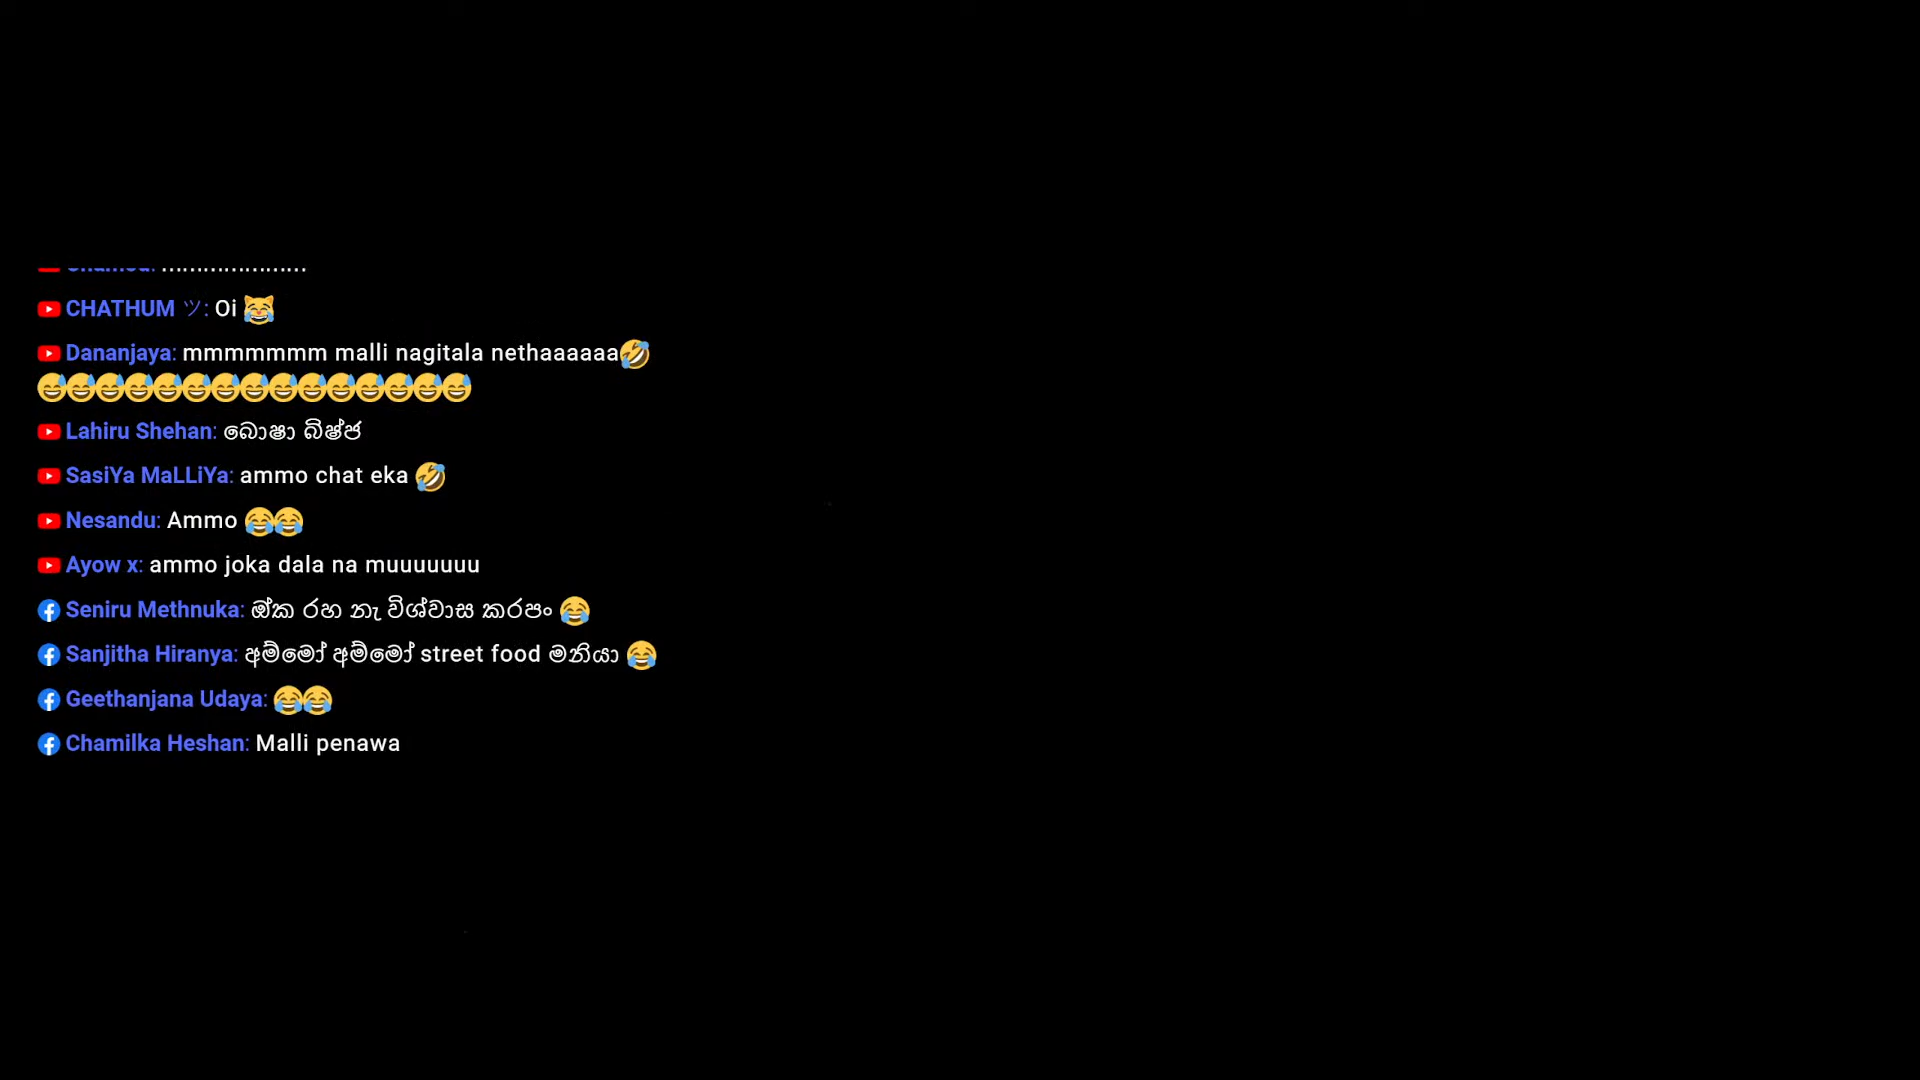 CHATHUM ツ: Oi 😹
Dananjaya: mmmmmmm malli nagitala nethaaaaaa🤣
😅😅😅😅😅😅😅😅😅😅😅😅😅😅😅
Lahiru Shehan: බොෂා බිෂ්ජ
SasiYa MaLLiYa: ammo chat eka 🤣
Nesandu: Ammo 😂😂
Ayow x: ammo joka dala na muuuuuuu
Seniru Methnuka: ඔ්ක රහ නැ විශ්වාස කරපං 😂
Sanjitha Hiranya: අම්මෝ අම්මෝ street food මනියා 😂
Geethanjana Udaya: 😂😂
Chamilka Heshan: Malli penawa